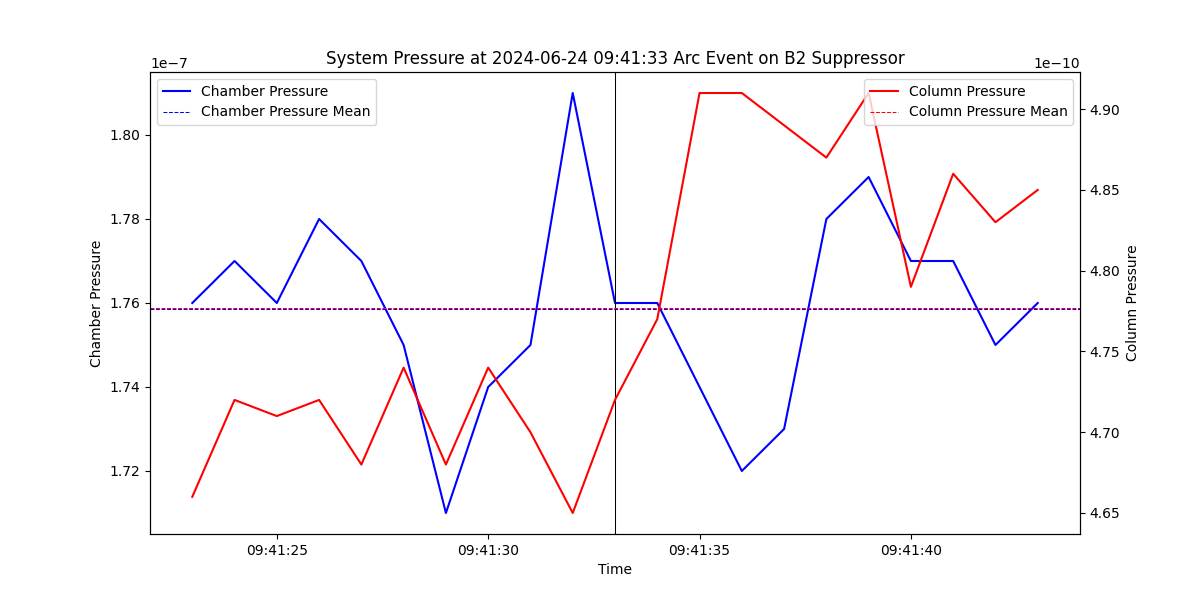 System Pressure at 2024-06-24 09:41:33 Arc Event on B2 Suppressor
1e−7
1e−10
Chamber Pressure
Chamber Pressure Mean
Column Pressure
Column Pressure Mean
1.80
1.78
1.76
1.74
1.72
Chamber Pressure
4.90
4.85
4.80
4.75
4.70
4.65
Column Pressure
09:41:25
09:41:30
09:41:35
09:41:40
Time